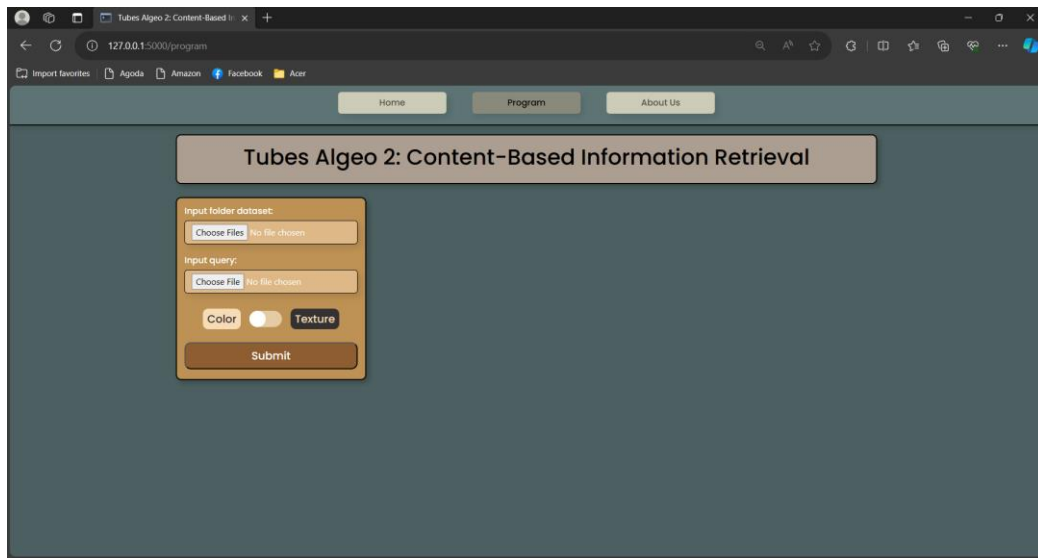 Tubes Algeo 2: Content-Based In
127.0.0.1:5000/program
Import favorites Agoda Amazon Facebook Acer
Home Program About Us
Tubes Algeo 2: Content-Based Information Retrieval
Input folder dataset:
Choose Files No file chosen
Input query:
Choose File No file chosen
Color Texture
Submit